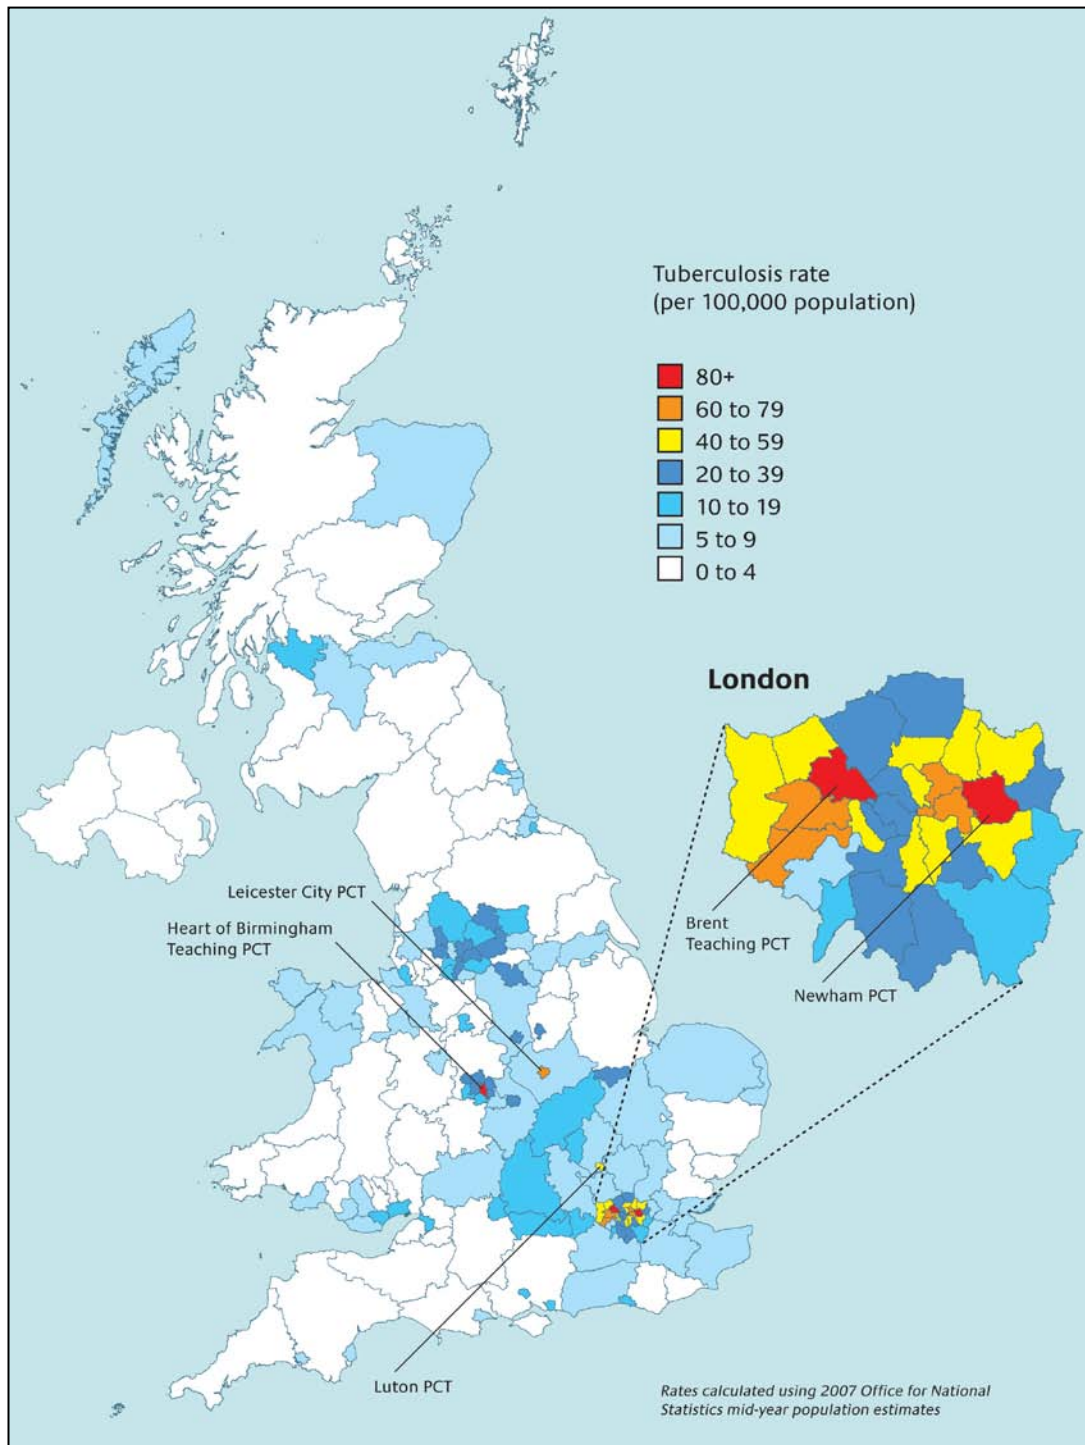 Tuberculosis rate
(per 100,000 population)
80+
60 to 79
40 to 59
20 to 39
10 to 19
5 to 9
0 to 4
London
Leicester City PCT
Heart of Birmingham
Teaching PCT
Brent
Teaching PCT
Newham PCT
Luton PCT
Rates calculated using 2007 Office for National
Statistics mid-year population estimates